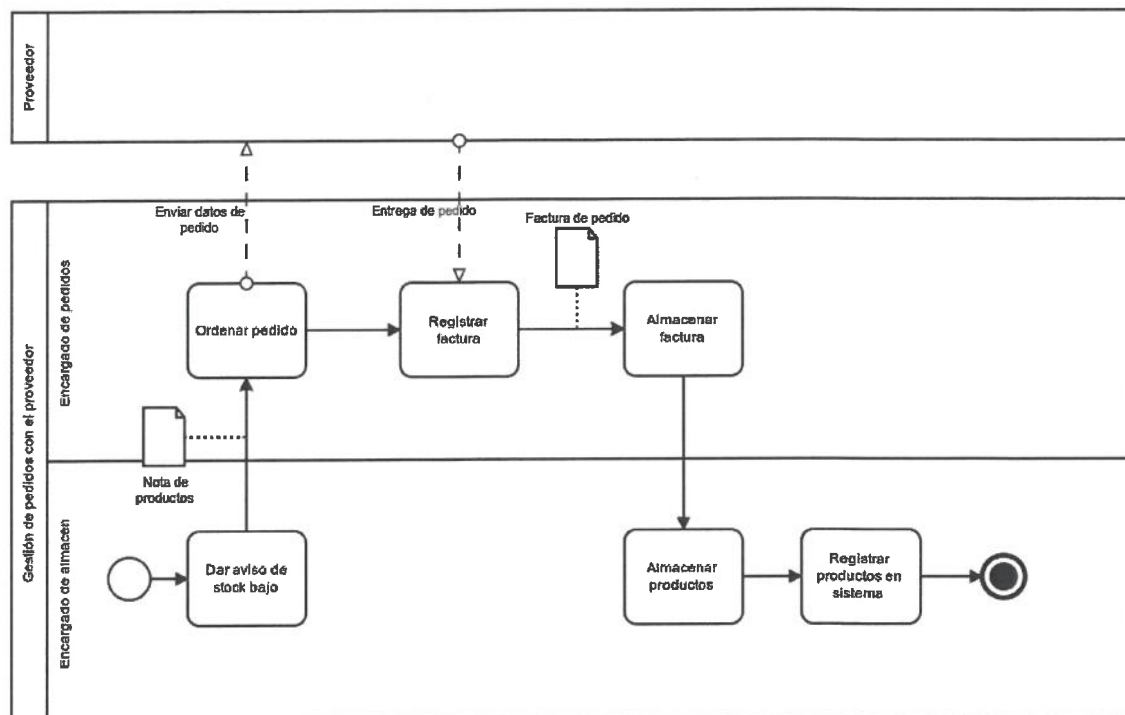 Proveedor
Enviar datos de
pedido
Entrega de pedido
Factura de pedido
Gestión de pedidos con el proveedor
Encargado de pedidos
Ordenar pedido
Registrar
factura
Almacenar
factura
Nota de
productos
Encargado de almacen
Dar aviso de
stock bajo
Almacenar
productos
Registrar
productos en
sistema